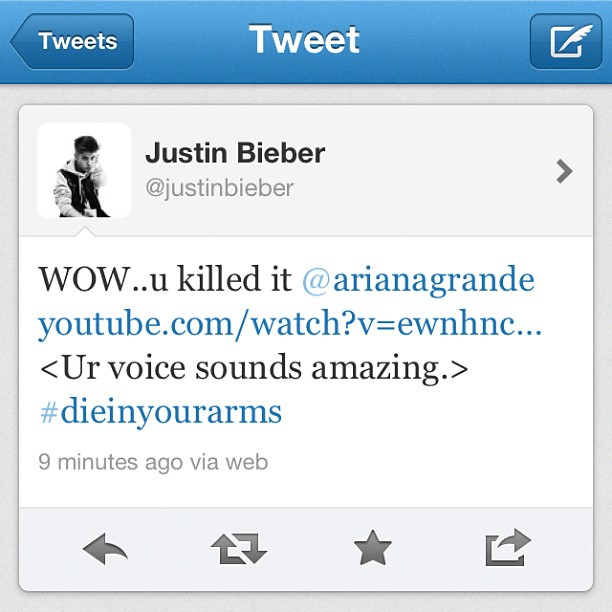 Tweets
Tweet
Justin Bieber
@justinbieber
WOW..u killed it @arianagrande
youtube.com/watch?v=ewnhnc...
<Ur voice sounds amazing.>
#dieinyourarms
9 minutes ago via web